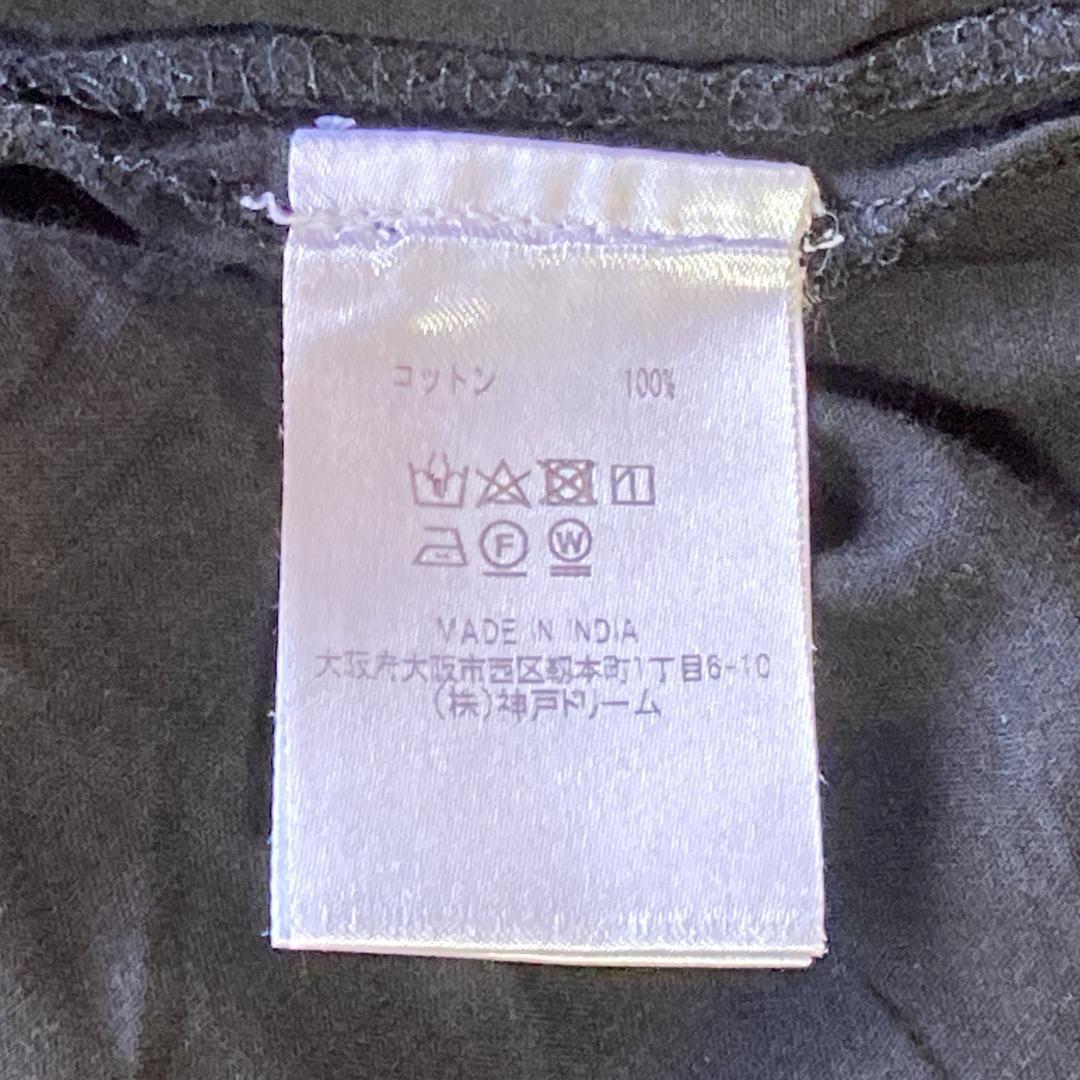 コットン 100%
F W
MADE IN INDIA
大阪府大阪市西区靱本町1丁目6-10
(株)神戸ドリーム